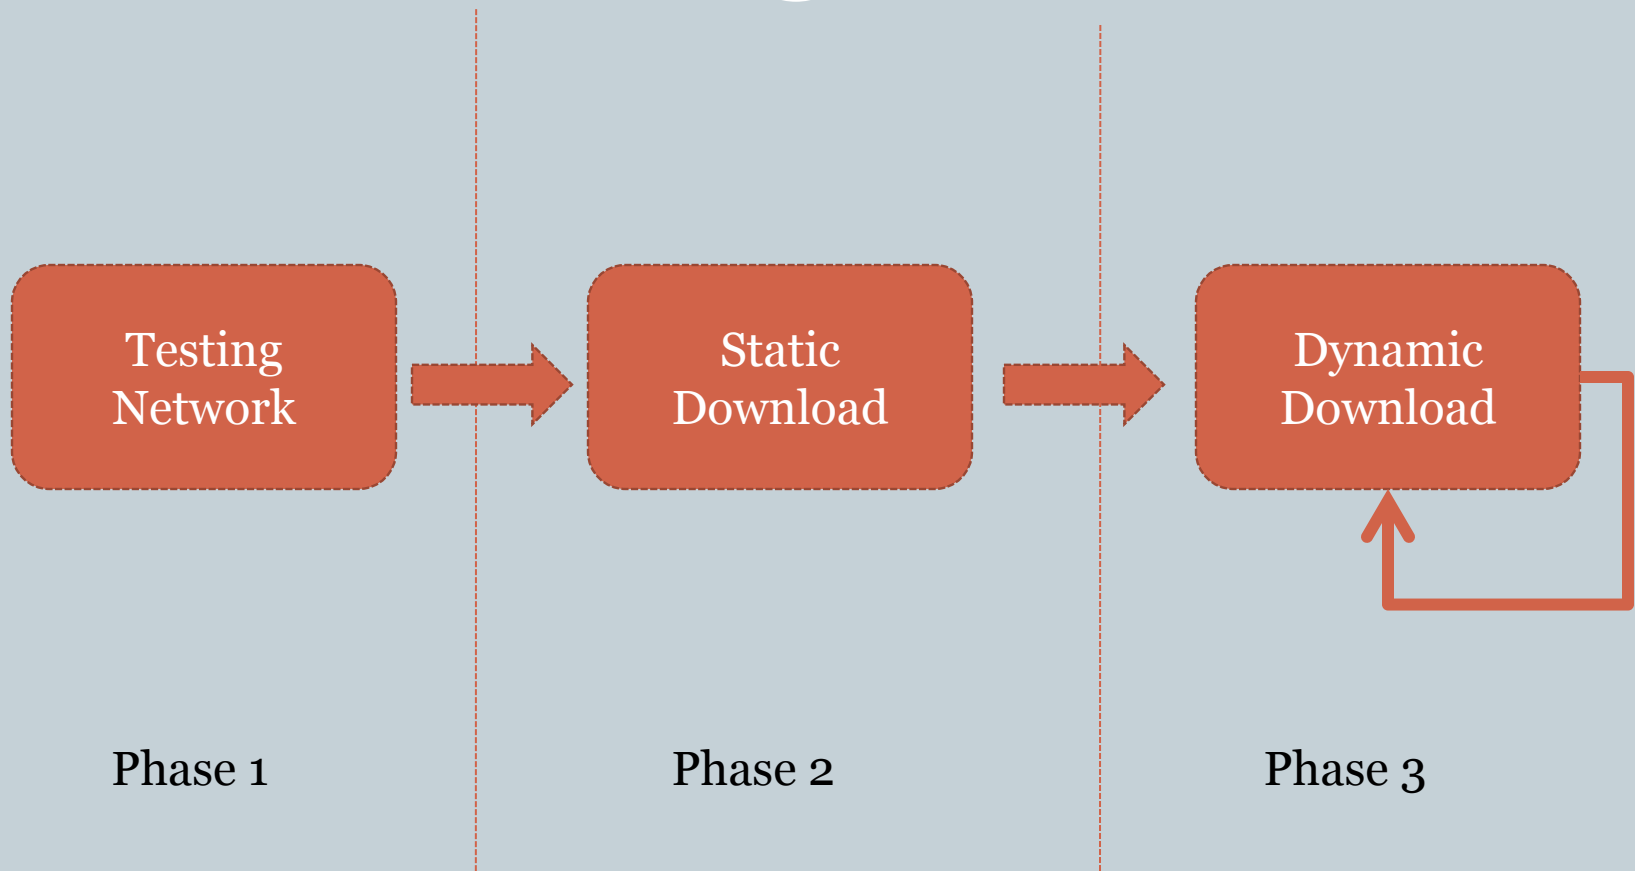 Testing
Network
Static
Download
Dynamic
Download
Phase 1
Phase 2
Phase 3